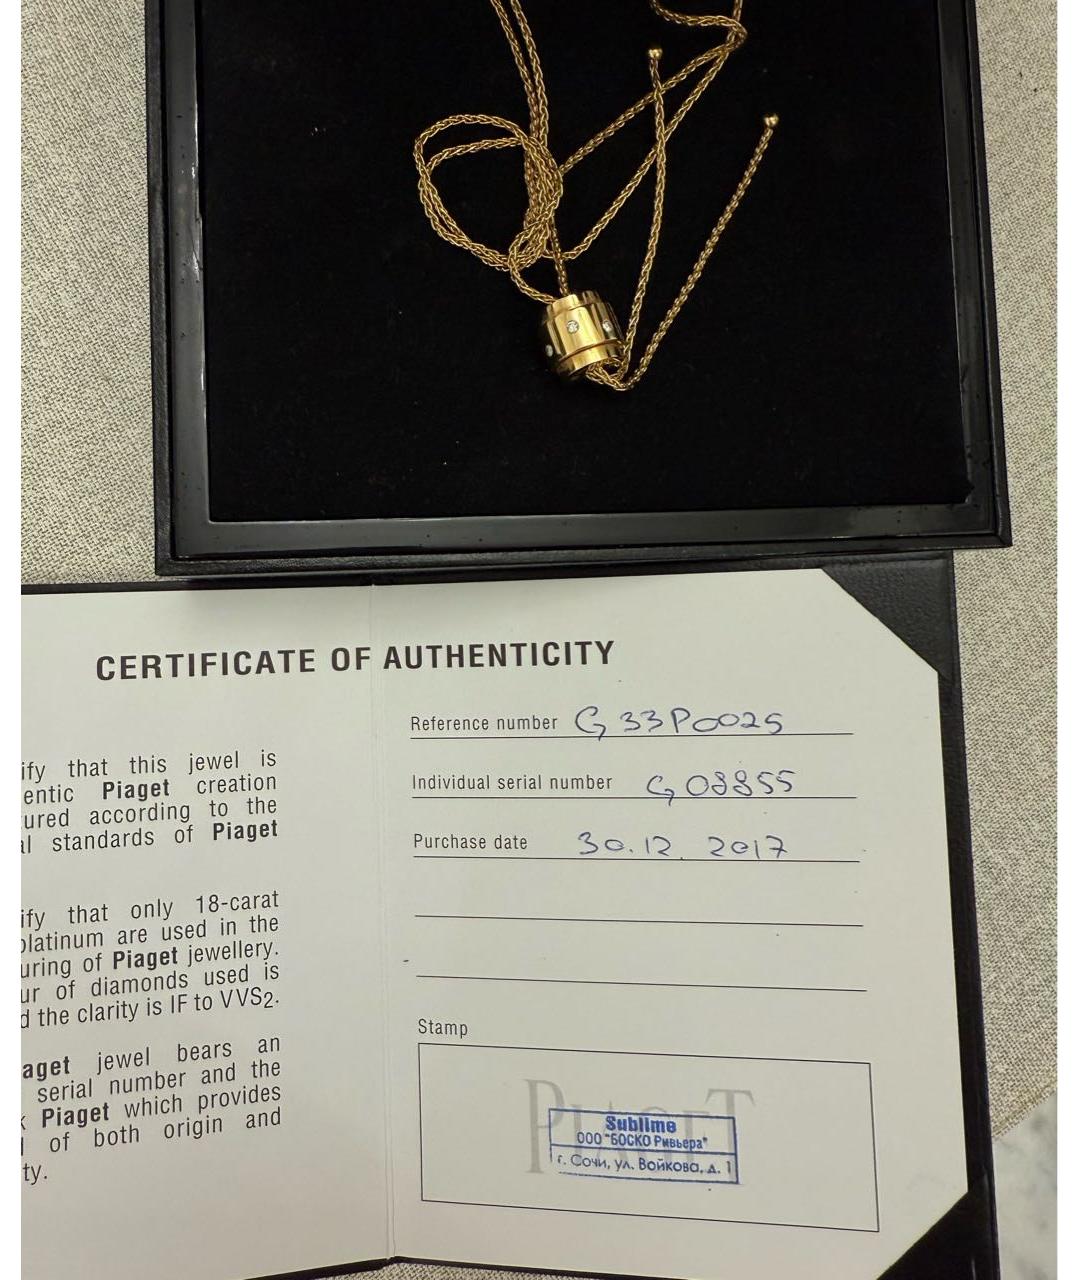 CERTIFICATE OF AUTHENTICITY
ify that this jewel is
entic Piaget creation
ured according to the
al standards of Piaget
ify that only 18-carat
platinum are used in the
uring of Piaget jewellery.
ur of diamonds used is
d the clarity is IF to VVS2.
aget jewel bears an
serial number and the
k Piaget which provides
of both origin and
ty.
Reference number G33P0025
Individual serial number G08855
Purchase date 30.12.2017
Stamp
PIAGET
Sublime
ООО "БОСКО Ривьера"
г. Сочи, ул. Войкова, д. 1